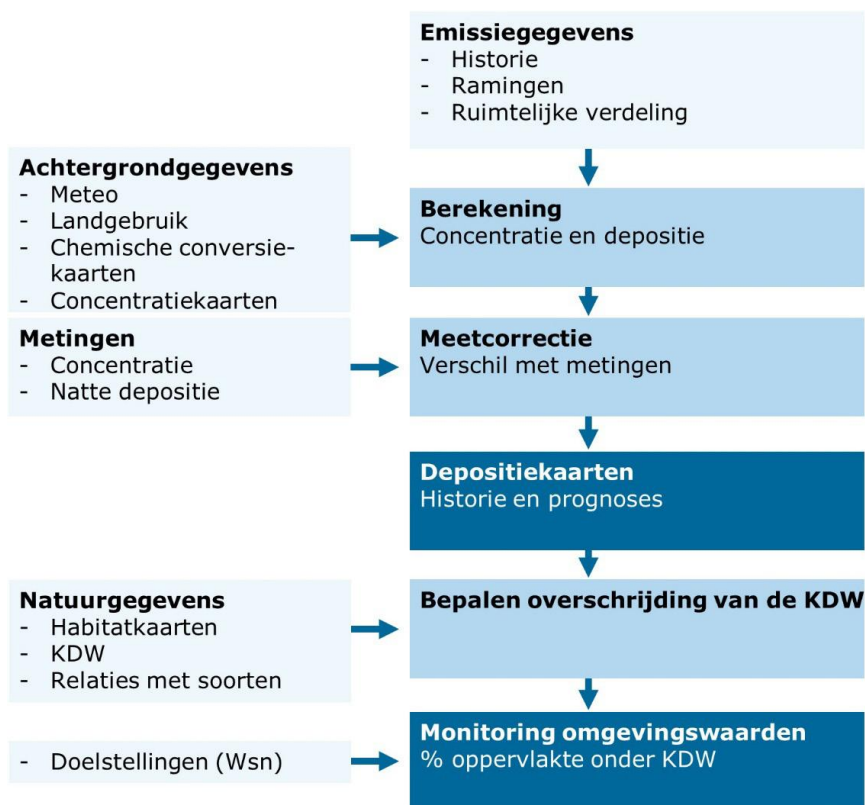 Emissiegegevens
- Historie
- Ramingen
- Ruimtelijke verdeling
Achtergrondgegevens
- Meteo
- Landgebruik
- Chemische conversie-
kaarten
- Concentratiekaarten
Berekening
Concentratie en depositie
Metingen
- Concentratie
- Natte depositie
Meetcorrectie
Verschil met metingen
Depositiekaarten
Historie en prognoses
Natuurgegevens
- Habitatkaarten
- KDW
- Relaties met soorten
Bepalen overschrijding van de KDW
- Doelstellingen (Wsn)
Monitoring omgevingswaarden
% oppervlakte onder KDW